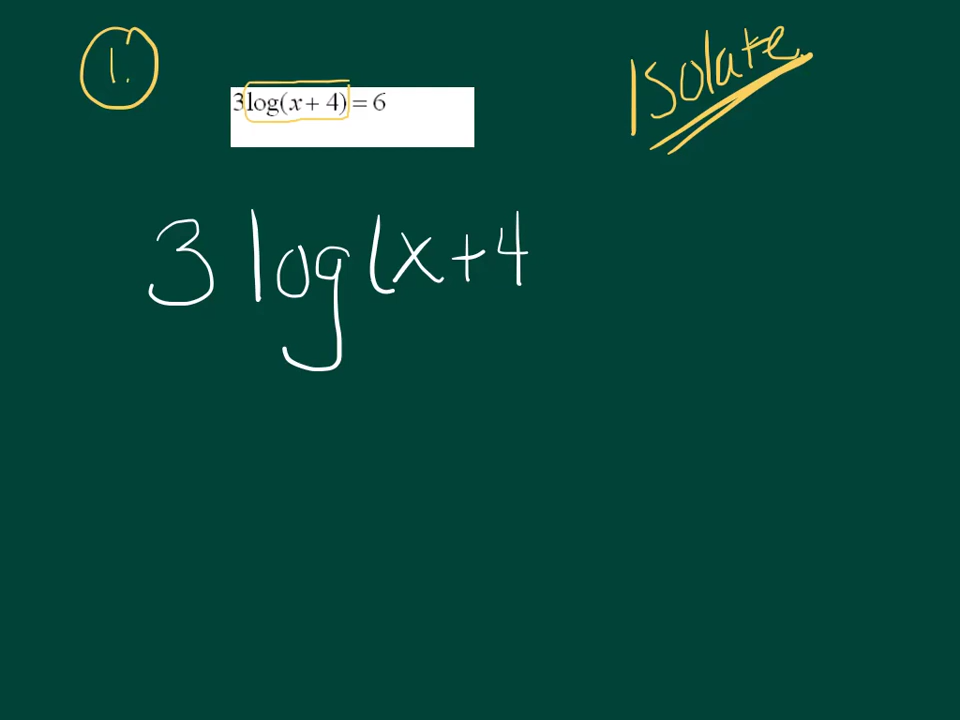 1.
Isolate
3log(x + 4) = 6
3 log(x+4